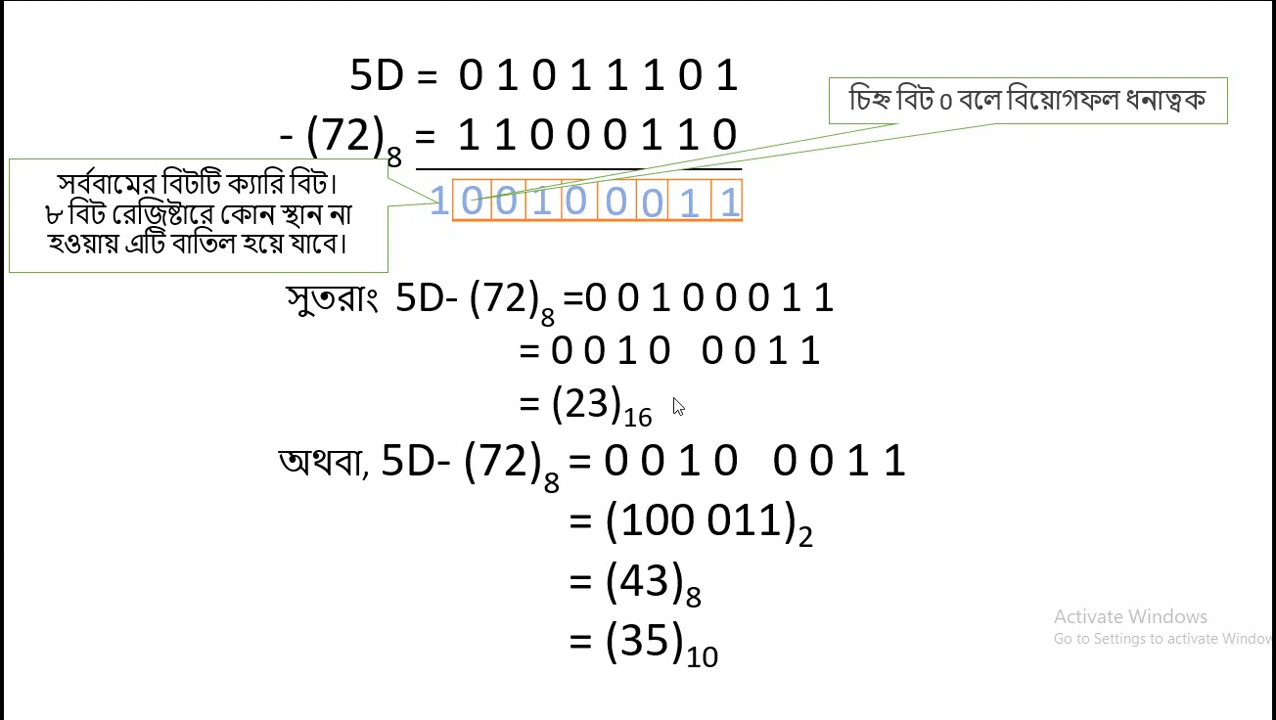 5D = 0 1 0 1 1 1 0 1
- (72)8 = 1 1 0 0 0 1 1 0
1 0 0 1 0 0 0 1 1
চিহ্ন বিট 0 বলে বিয়োগফল ধনাত্বক
সর্ববামের বিটটি ক্যারি বিট।
৮ বিট রেজিষ্টারে কোন স্থান না
হওয়ায় এটি বাতিল হয়ে যাবে।
সুতরাং 5D- (72)8 =0 0 1 0 0 0 1 1
= 0 0 1 0 0 0 1 1
= (23)16
অথবা, 5D- (72)8 = 0 0 1 0 0 0 1 1
= (100 011)2
= (43)8
= (35)10
Activate Windows
Go to Settings to activate Window